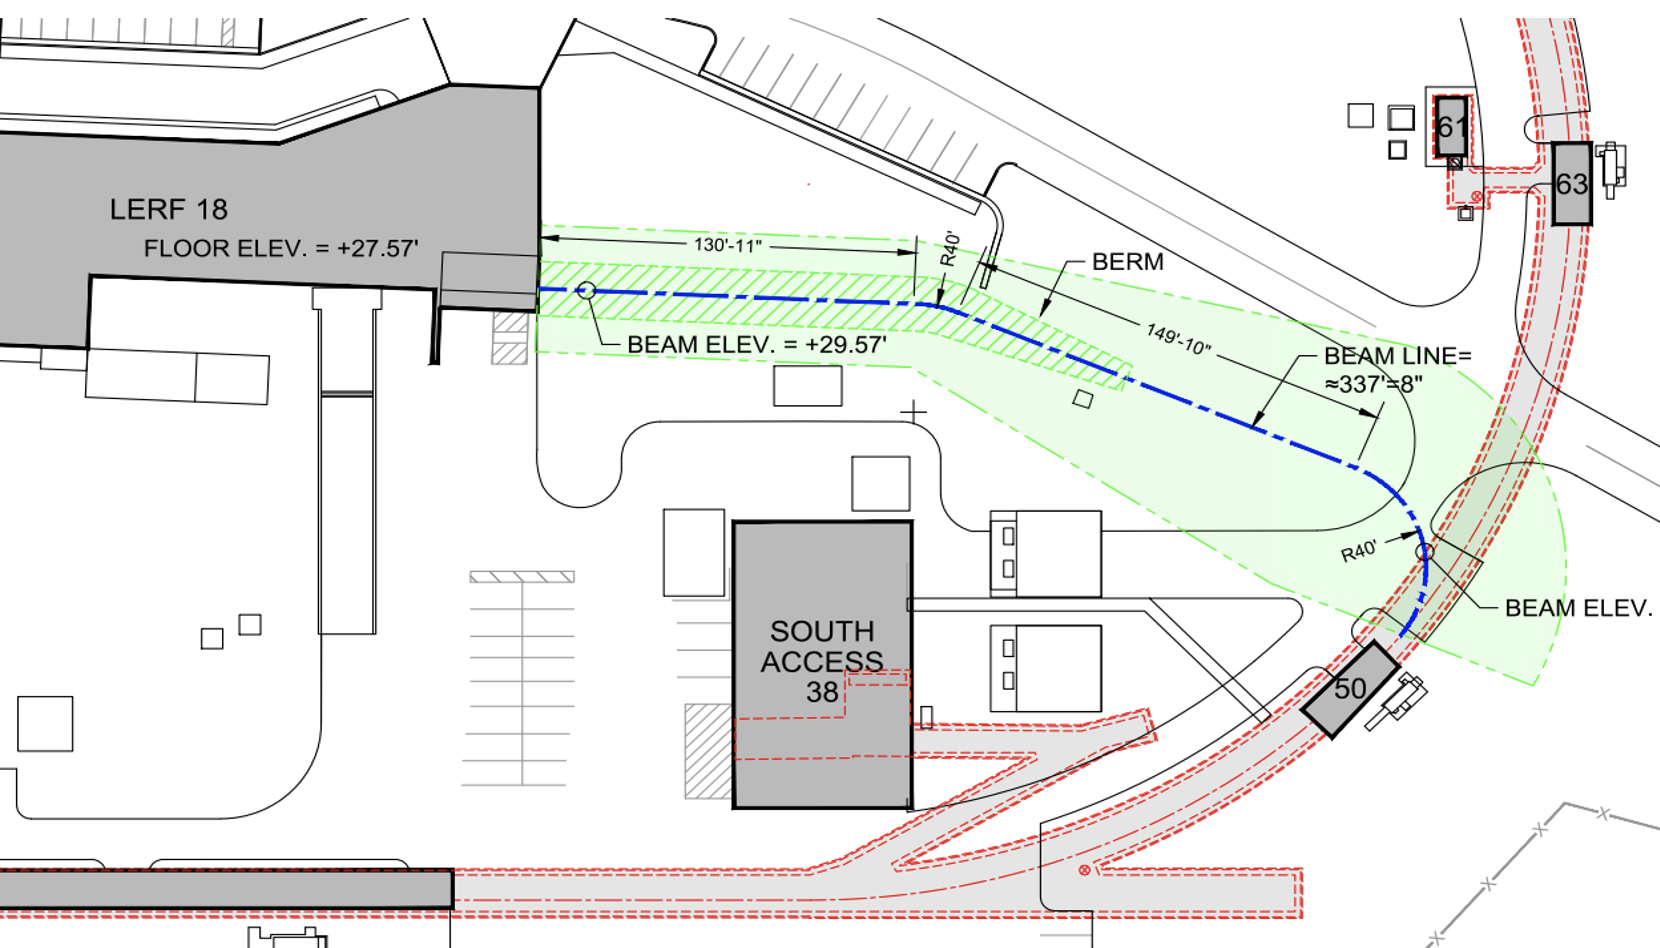 61
63
LERF 18
FLOOR ELEV. = +27.57'
130'-11"
R40'
BERM
149'-10"
BEAM ELEV. = +29.57'
BEAM LINE=
≈337'=8"
R40'
BEAM ELEV.
SOUTH
ACCESS
38
50